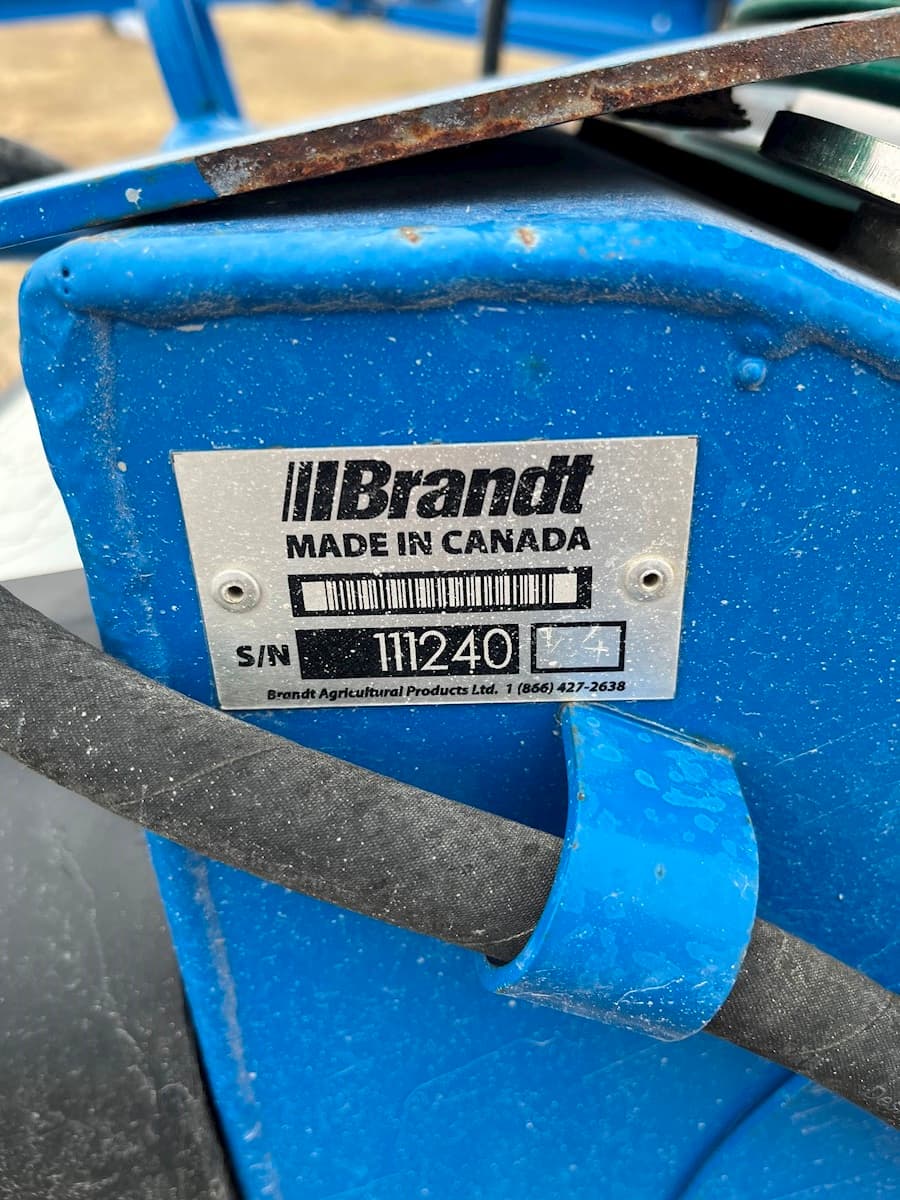 Brandt
MADE IN CANADA
S/N 111240
Brandt Agricultural Products Ltd. 1 (866) 427-2638